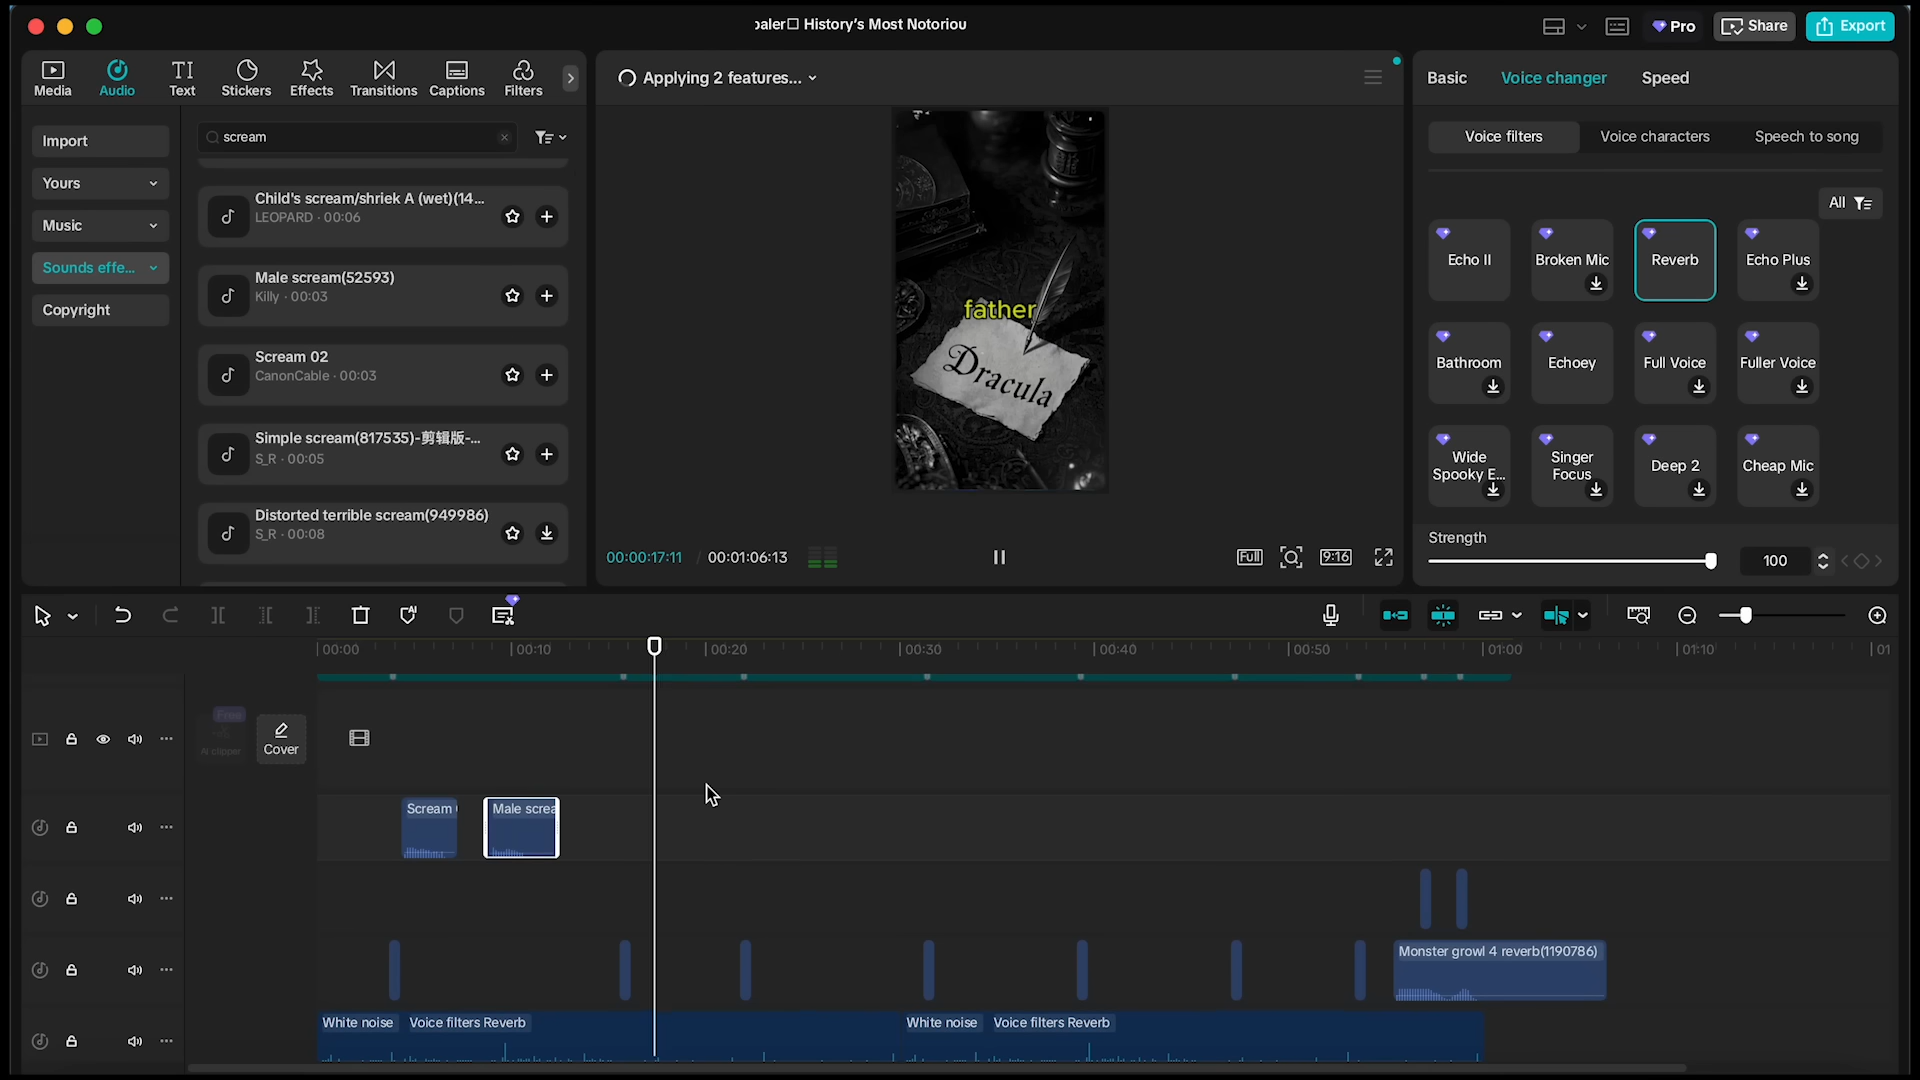 paler□ History's Most Notoriou
Pro
Share
Export
Media
Audio
Text
Stickers
Effects
Transitions
Captions
Filters
Import
Yours
Music
Sounds effe...
Copyright
scream
Child's scream/shriek A (wet)(14...
LEOPARD · 00:06
Male scream(52593)
Killy · 00:03
Scream 02
CanonCable · 00:03
Simple scream(817535)-剪辑版-...
S_R · 00:05
Distorted terrible scream(949986)
S_R · 00:08
Applying 2 features...
father
Dracula
00:00:17:11 / 00:01:06:13
Full
9:16
Basic
Voice changer
Speed
Voice filters
Voice characters
Speech to song
All
Echo II
Broken Mic
Reverb
Echo Plus
Bathroom
Echoey
Full Voice
Fuller Voice
Wide
Spooky E...
Singer
Focus
Deep 2
Cheap Mic
Strength
100
00:00
00:10
00:20
00:30
00:40
00:50
01:00
01:10
01
Free
AI clipper
Cover
Scream
Male screa
Monster growl 4 reverb(1190786)
White noise Voice filters Reverb
White noise Voice filters Reverb